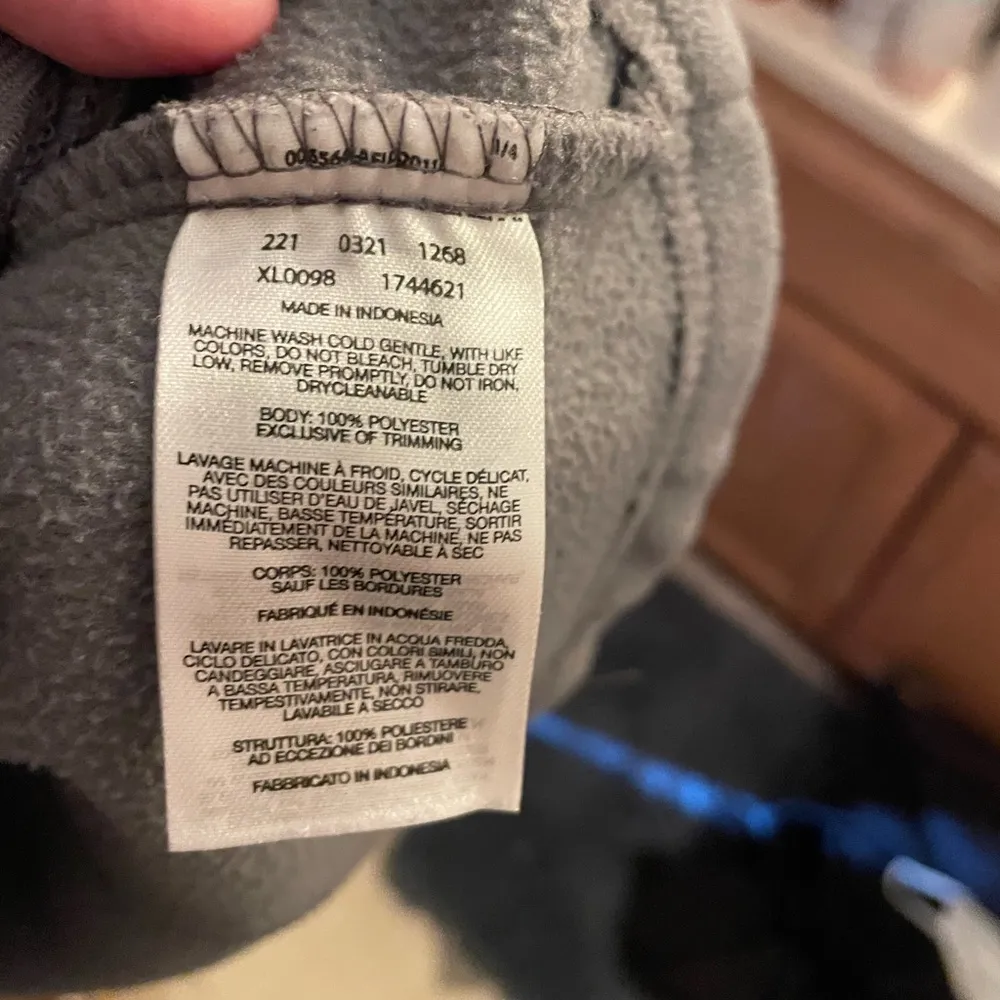 1/4
221 0321 1268
XL0098 1744621
MADE IN INDONESIA
MACHINE WASH COLD GENTLE, WITH LIKE
COLORS, DO NOT BLEACH, TUMBLE DRY
LOW, REMOVE PROMPTLY, DO NOT IRON,
DRYCLEANABLE
BODY: 100% POLYESTER
EXCLUSIVE OF TRIMMING
LAVAGE MACHINE À FROID, CYCLE DÉLICAT,
AVEC DES COULEURS SIMILAIRES, NE
PAS UTILISER D'EAU DE JAVEL, SÉCHAGE
MACHINE, BASSE TEMPÉRATURE, SORTIR
IMMÉDIATEMENT DE LA MACHINE, NE PAS
REPASSER, NETTOYABLE À SEC
CORPS: 100% POLYESTER
SAUF LES BORDURES
FABRIQUÉ EN INDONÉSIE
LAVARE IN LAVATRICE IN ACQUA FREDDA,
CICLO DELICATO, CON COLORI SIMILI, NON
CANDEGGIARE, ASCIUGARE A TAMBURO
A BASSA TEMPERATURA, RIMUOVERE
TEMPESTIVAMENTE, NON STIRARE,
LAVABILE A SECCO
STRUTTURA: 100% POLIESTERE
AD ECCEZIONE DEI BORDINI
FABBRICATO IN INDONESIA